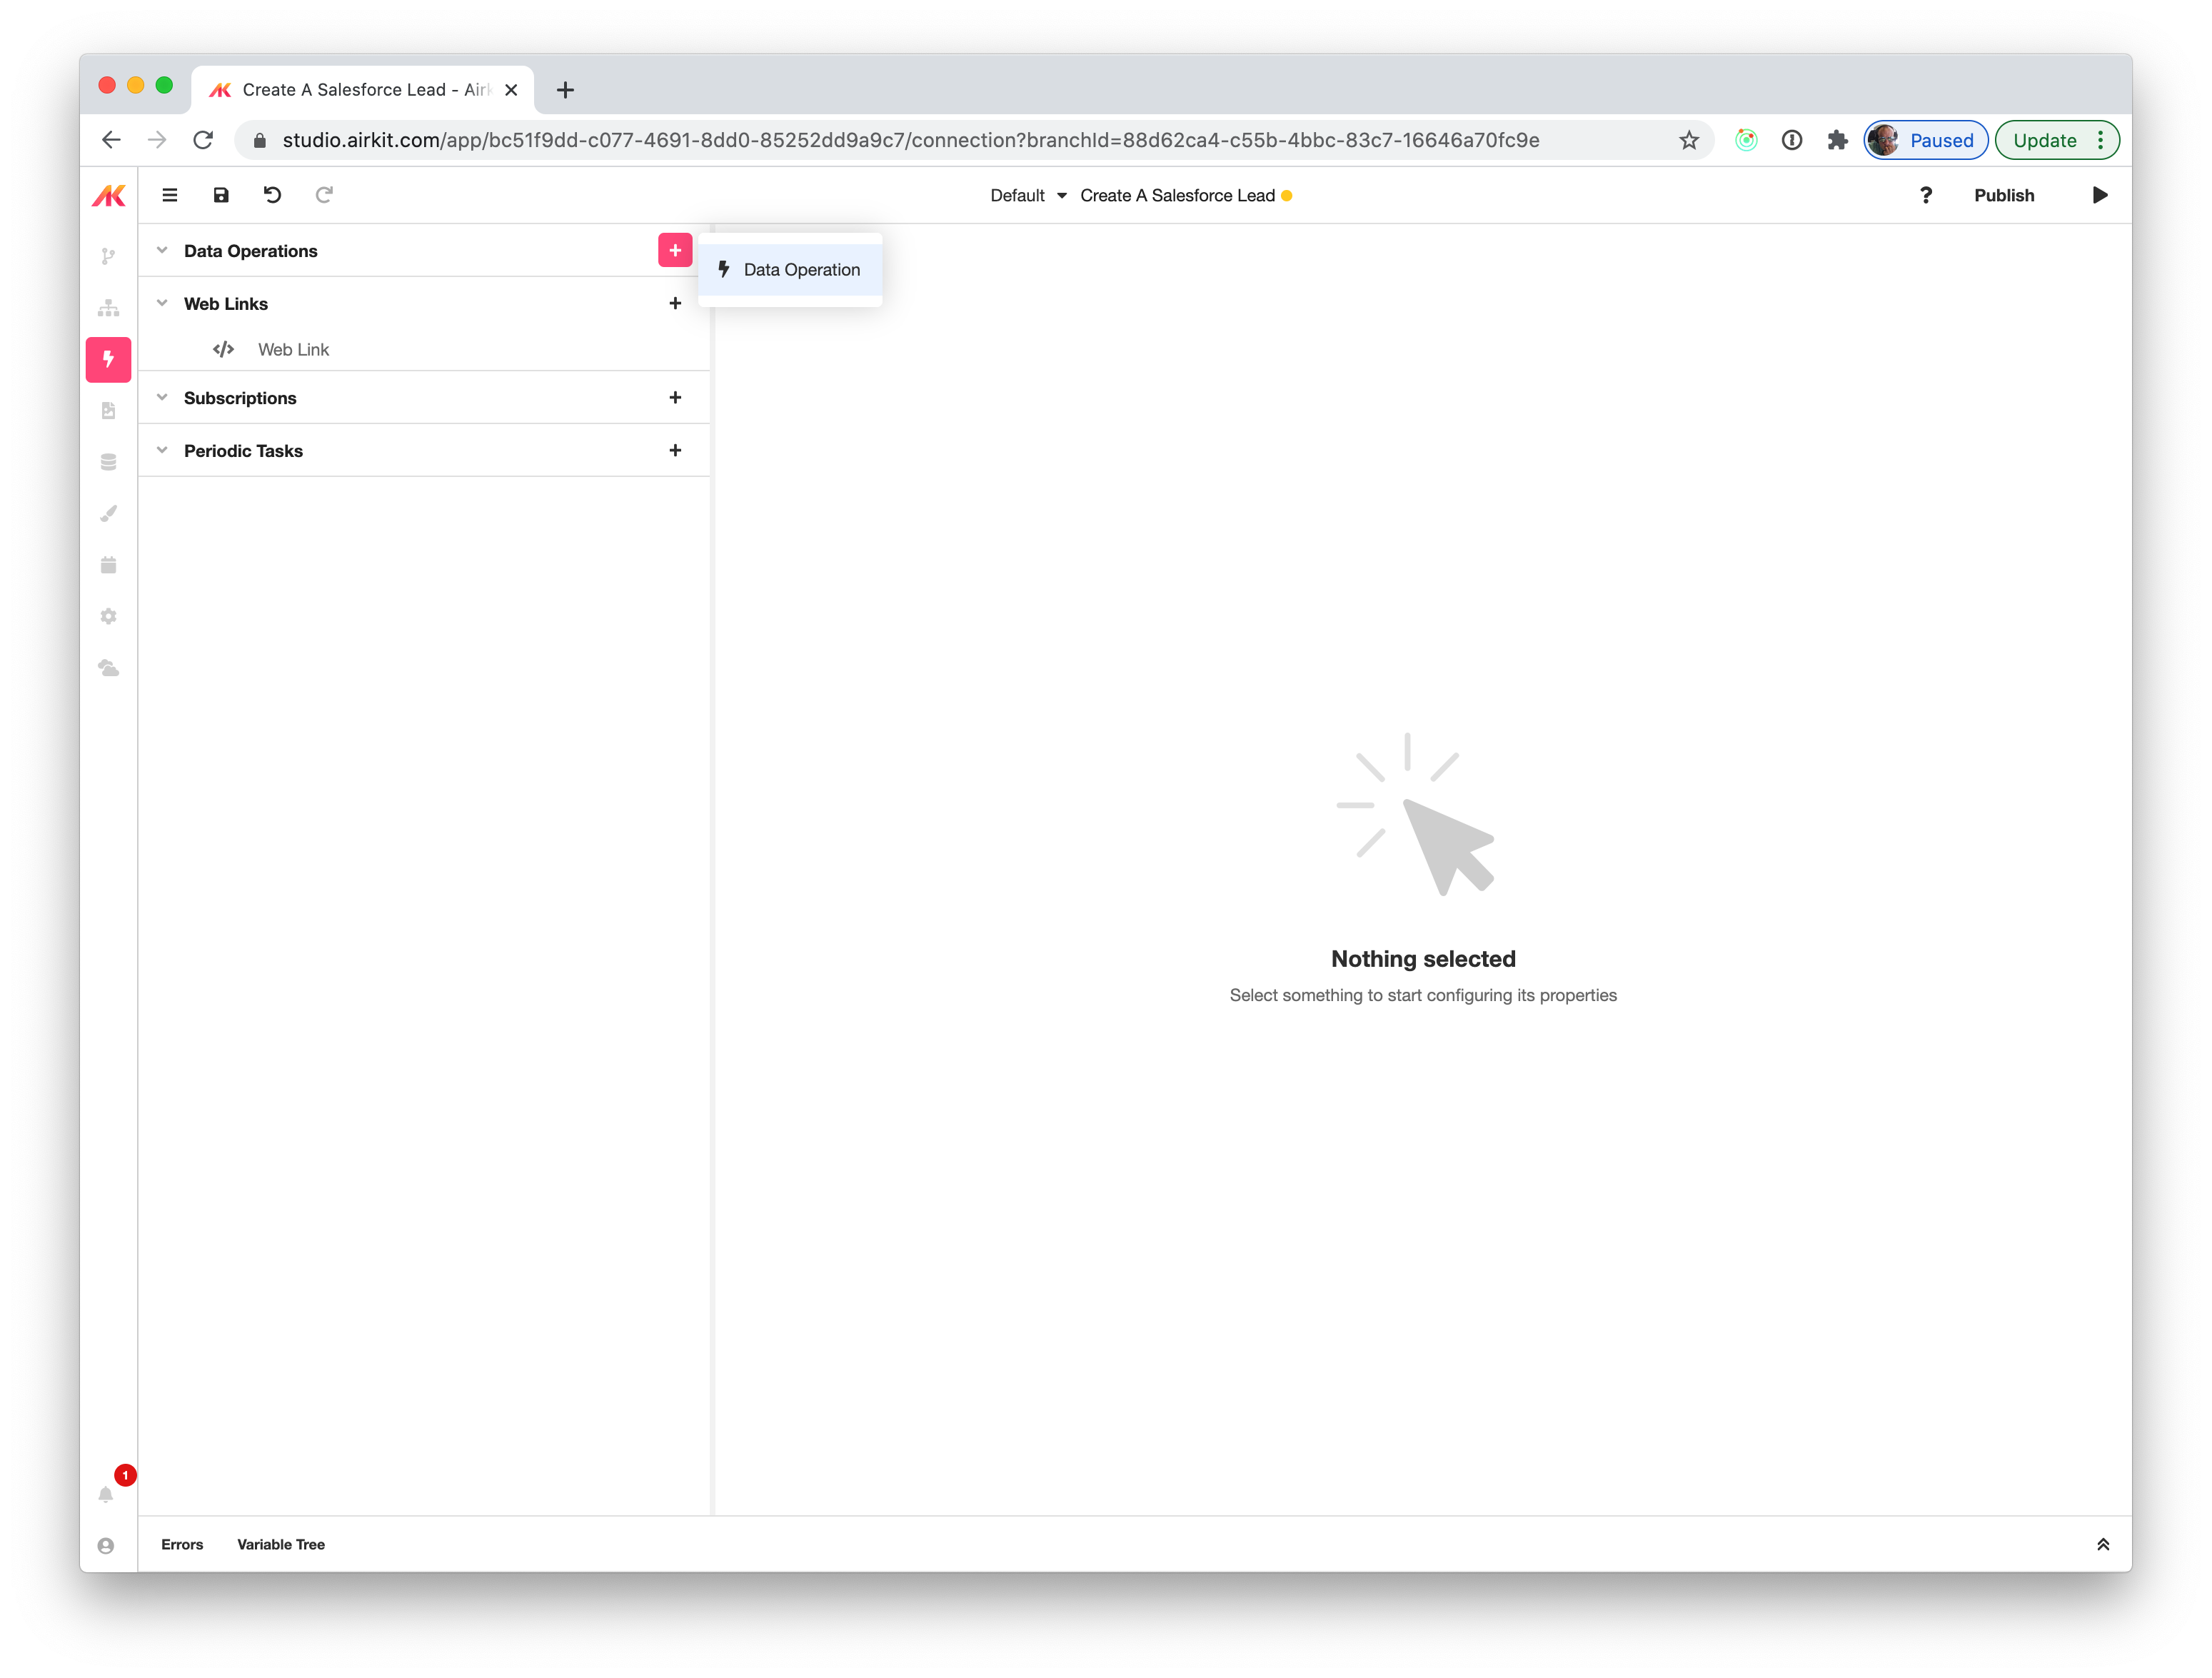 Create A Salesforce Lead - Airk
studio.airkit.com/app/bc51f9dd-c077-4691-8dd0-85252dd9a9c7/connection?branchId=88d62ca4-c55b-4bbc-83c7-16646a70fc9e
Paused
Update
Default
Create A Salesforce Lead
?
Publish
Data Operations
Data Operation
Web Links
Web Link
Subscriptions
Periodic Tasks
Nothing selected
Select something to start configuring its properties
1
Errors
Variable Tree